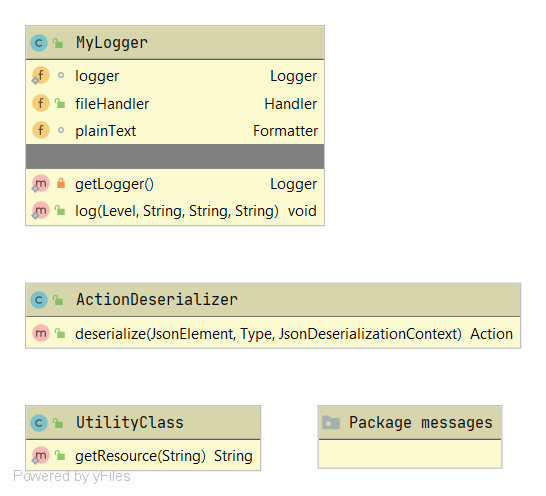 C MyLogger
f logger Logger
f fileHandler Handler
f plainText Formatter
m getLogger() Logger
m log(Level, String, String, String) void
C ActionDeserializer
m deserialize(JsonElement, Type, JsonDeserializationContext) Action
C UtilityClass
m getResource(String) String
Package messages
Powered by yFiles